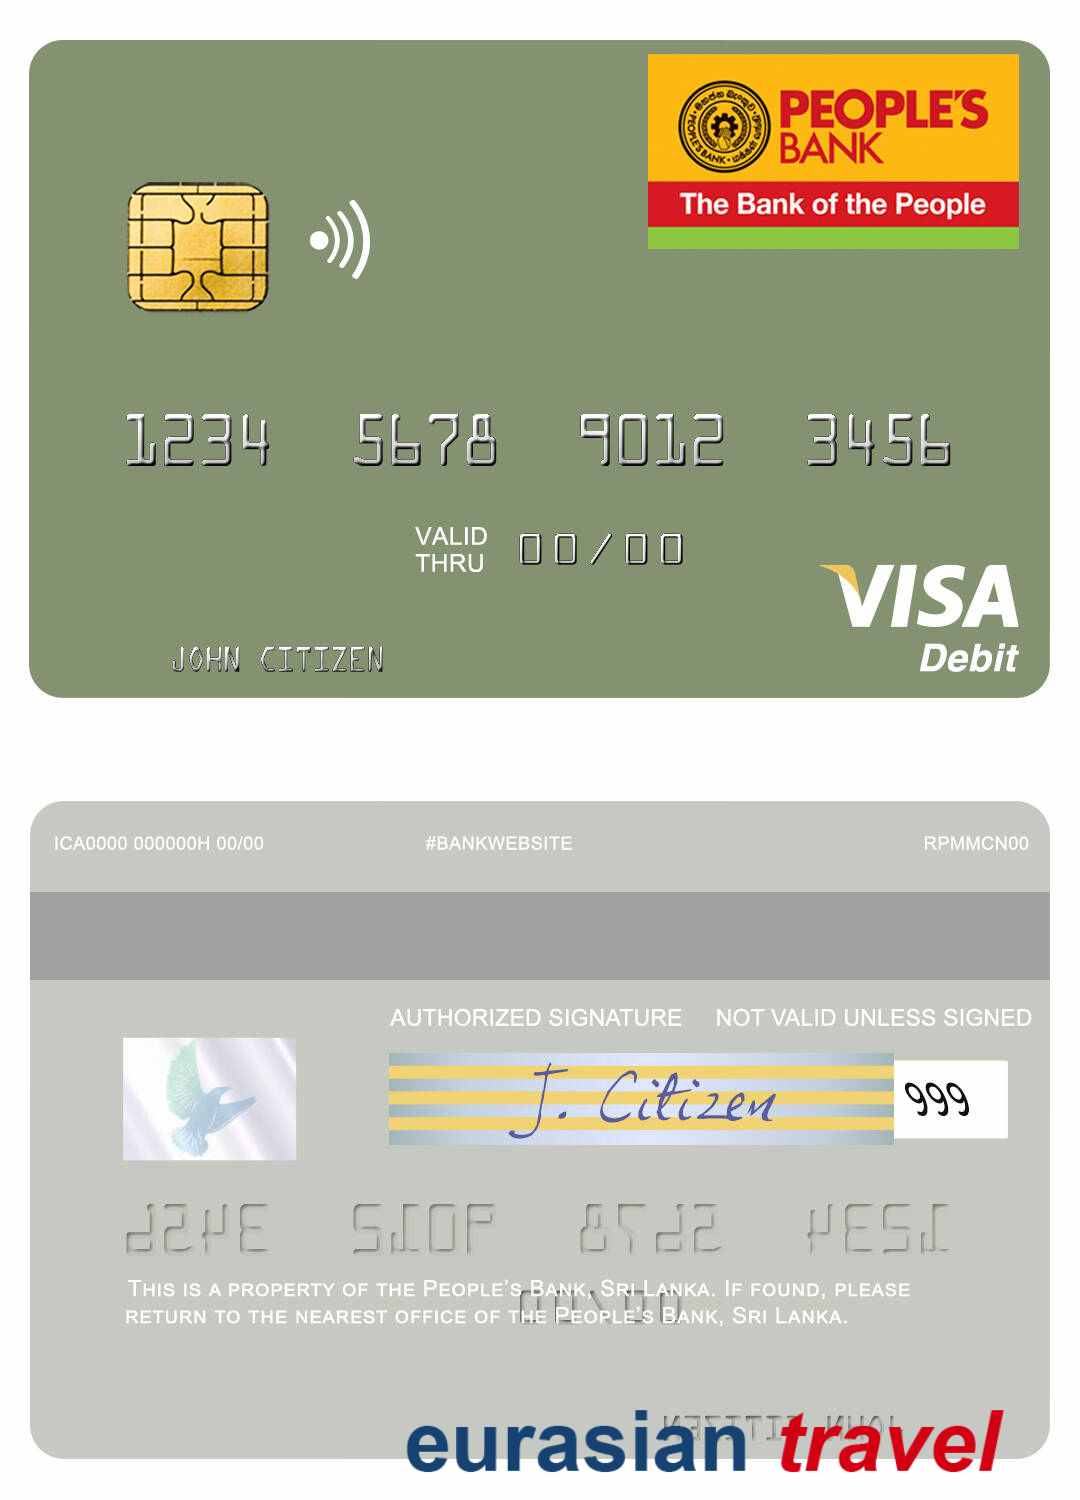 PEOPLE'S
BANK
The Bank of the People
1234 5678 9012 3456
VALID
THRU
00/00
VISA
Debit
JOHN CITIZEN
ICA0000 000000H 00/00 #BANKWEBSITE RPMMCN00
AUTHORIZED SIGNATURE NOT VALID UNLESS SIGNED
J. Citizen
999
THIS IS A PROPERTY OF THE PEOPLE'S BANK, SRI LANKA. IF FOUND, PLEASE
RETURN TO THE NEAREST OFFICE OF THE PEOPLE'S BANK, SRI LANKA.
eurasian travel